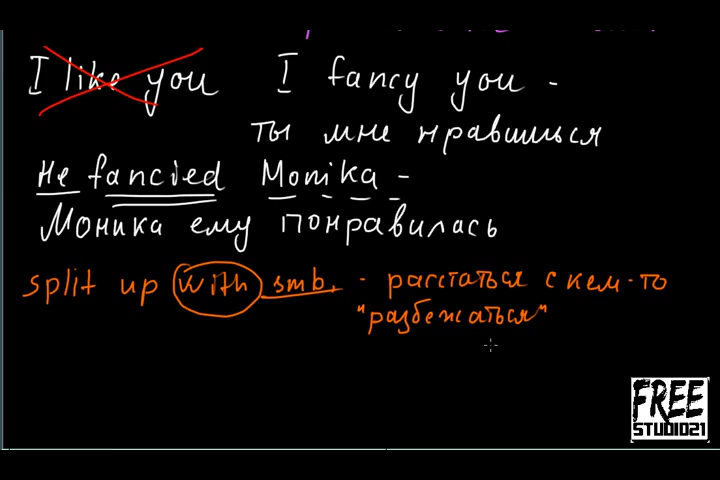 I like you I fancy you -
ты мне нравишься
He fancied Monika -
Моника ему понравилась
split up with smb. - расстаться с кем-то
"разбежаться"
FREE
STUDIO21